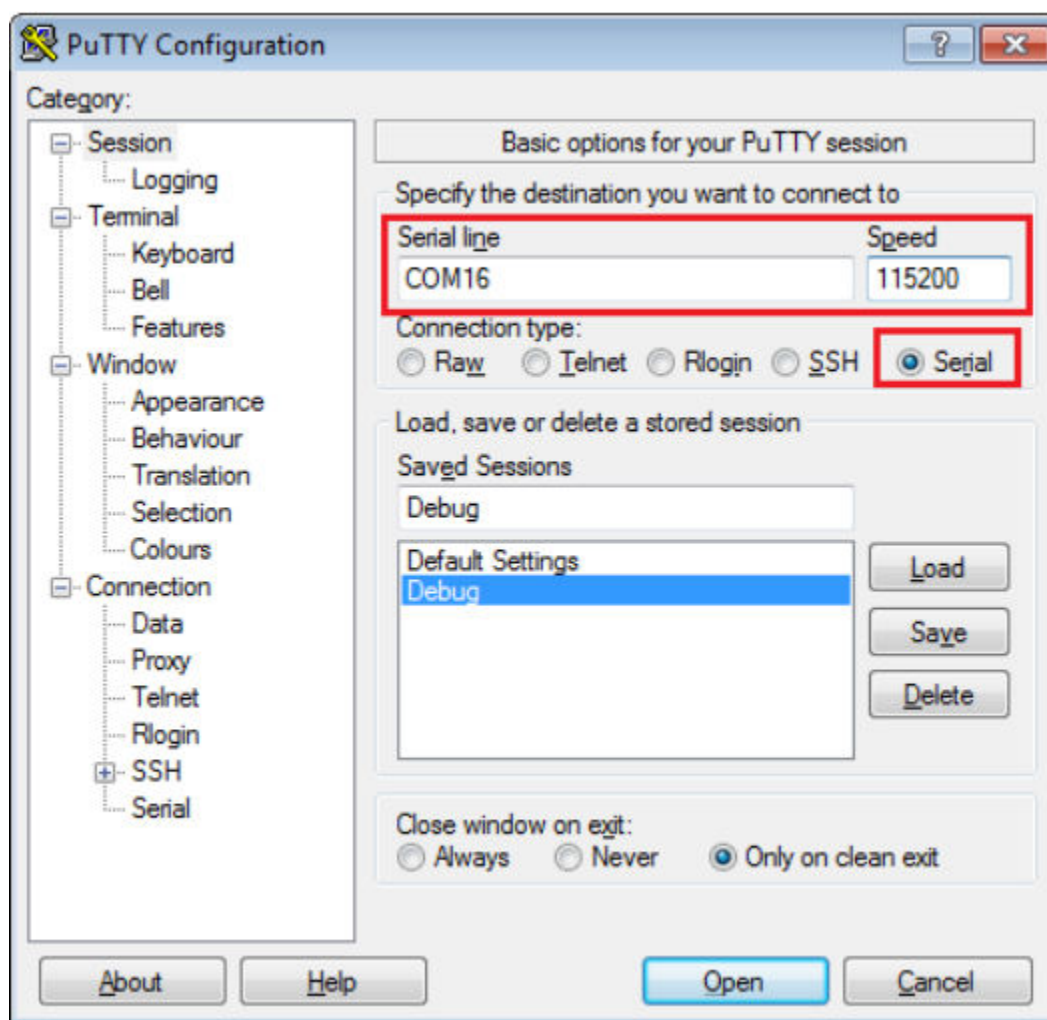 PuTTY Configuration
Category:
Session
Logging
Terminal
Keyboard
Bell
Features
Window
Appearance
Behaviour
Translation
Selection
Colours
Connection
Data
Proxy
Telnet
Rlogin
SSH
Serial
Basic options for your PuTTY session
Specify the destination you want to connect to
Serial line Speed
COM16 115200
Connection type:
Raw Telnet Rlogin SSH Serial
Load, save or delete a stored session
Saved Sessions
Debug
Default Settings
Debug
Load
Save
Delete
Close window on exit:
Always Never Only on clean exit
About Help Open Cancel